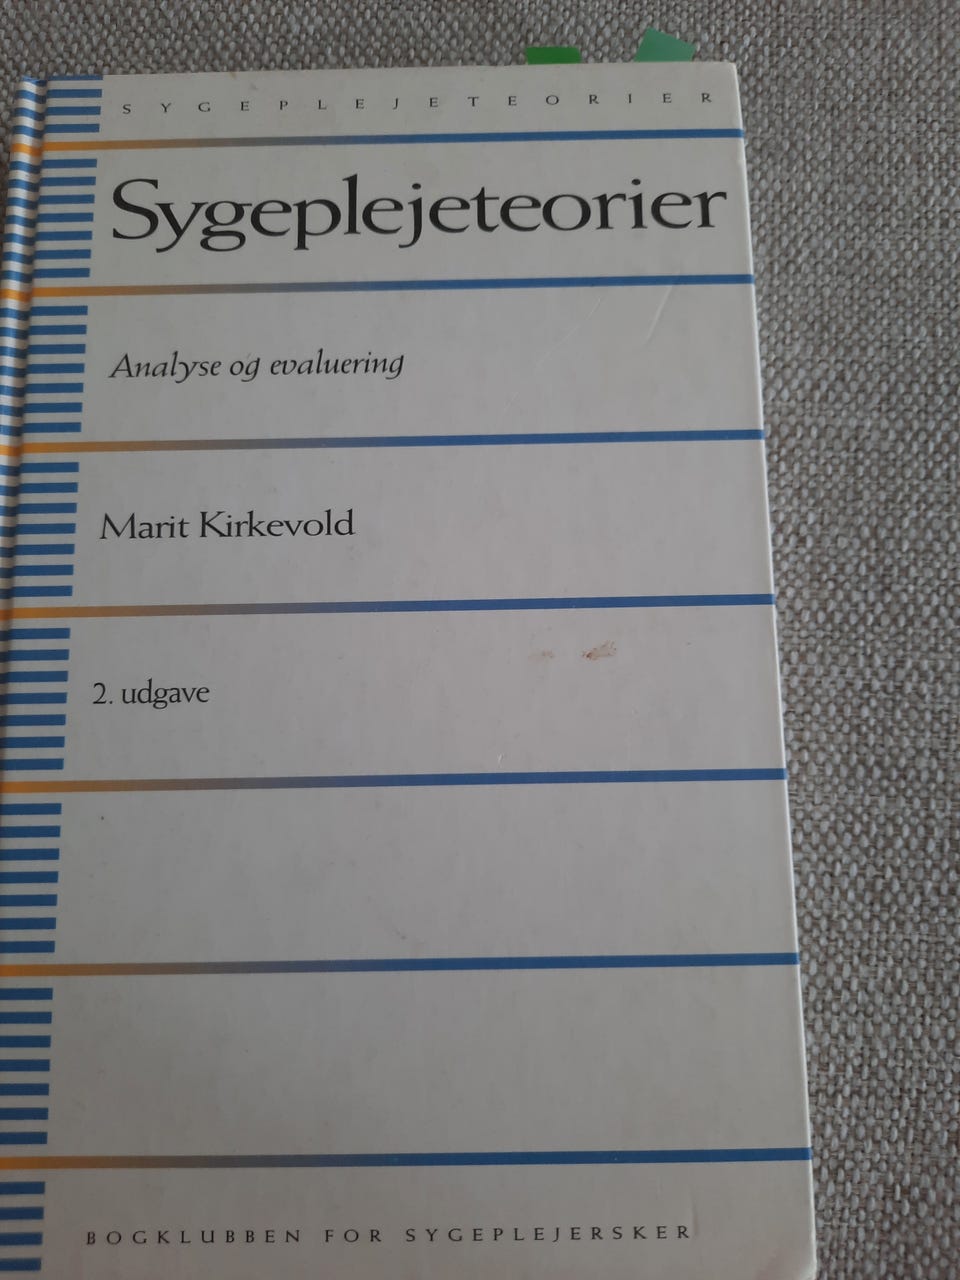 SYGEPLEJETEORIER
Sygeplejeteorier
Analyse og evaluering
Marit Kirkevold
2. udgave
BOGKLUBBEN FOR SYGEPLEJERSKER